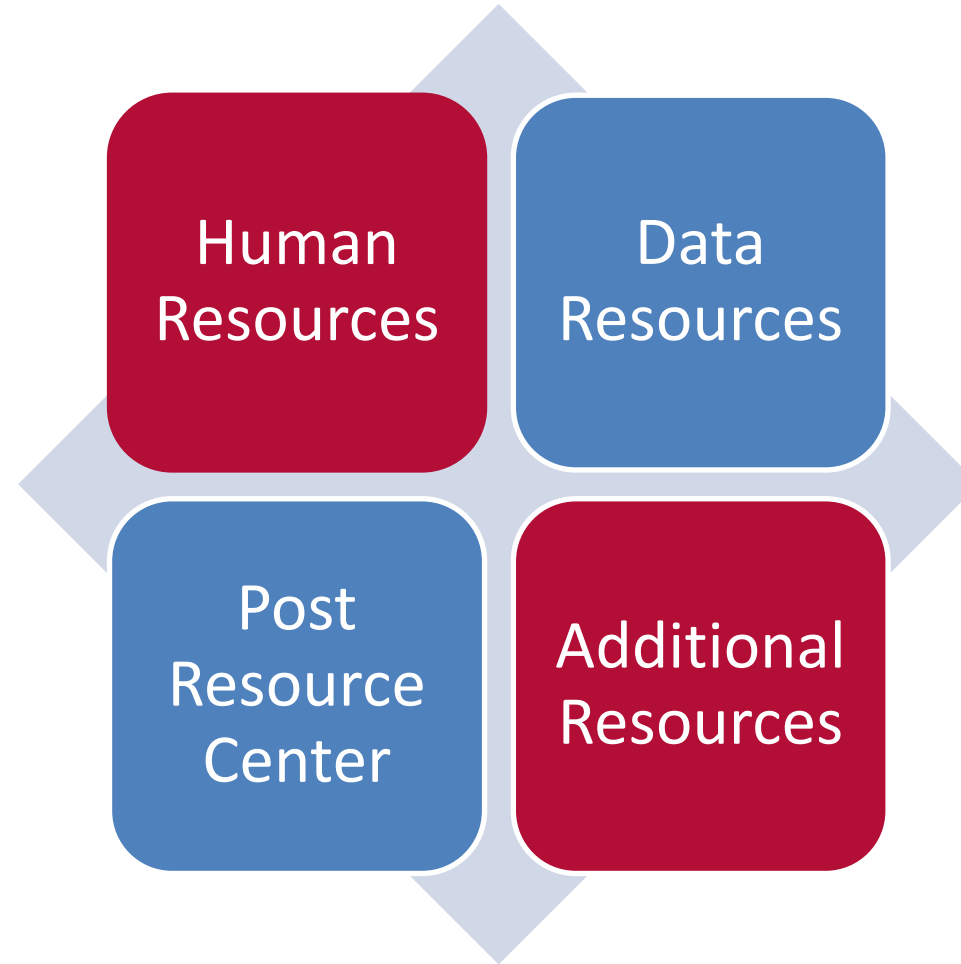 Human
Resources
Data
Resources
Post
Resource
Center
Additional
Resources